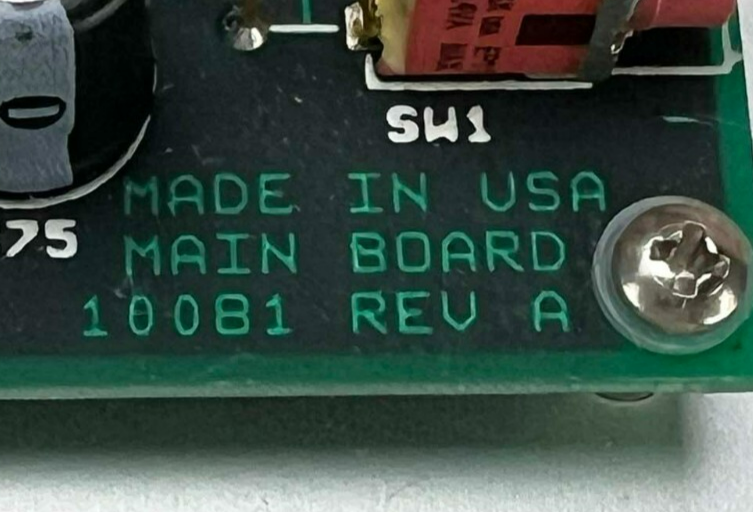 SW1
75
MADE IN USA
MAIN BOARD
10081 REV A